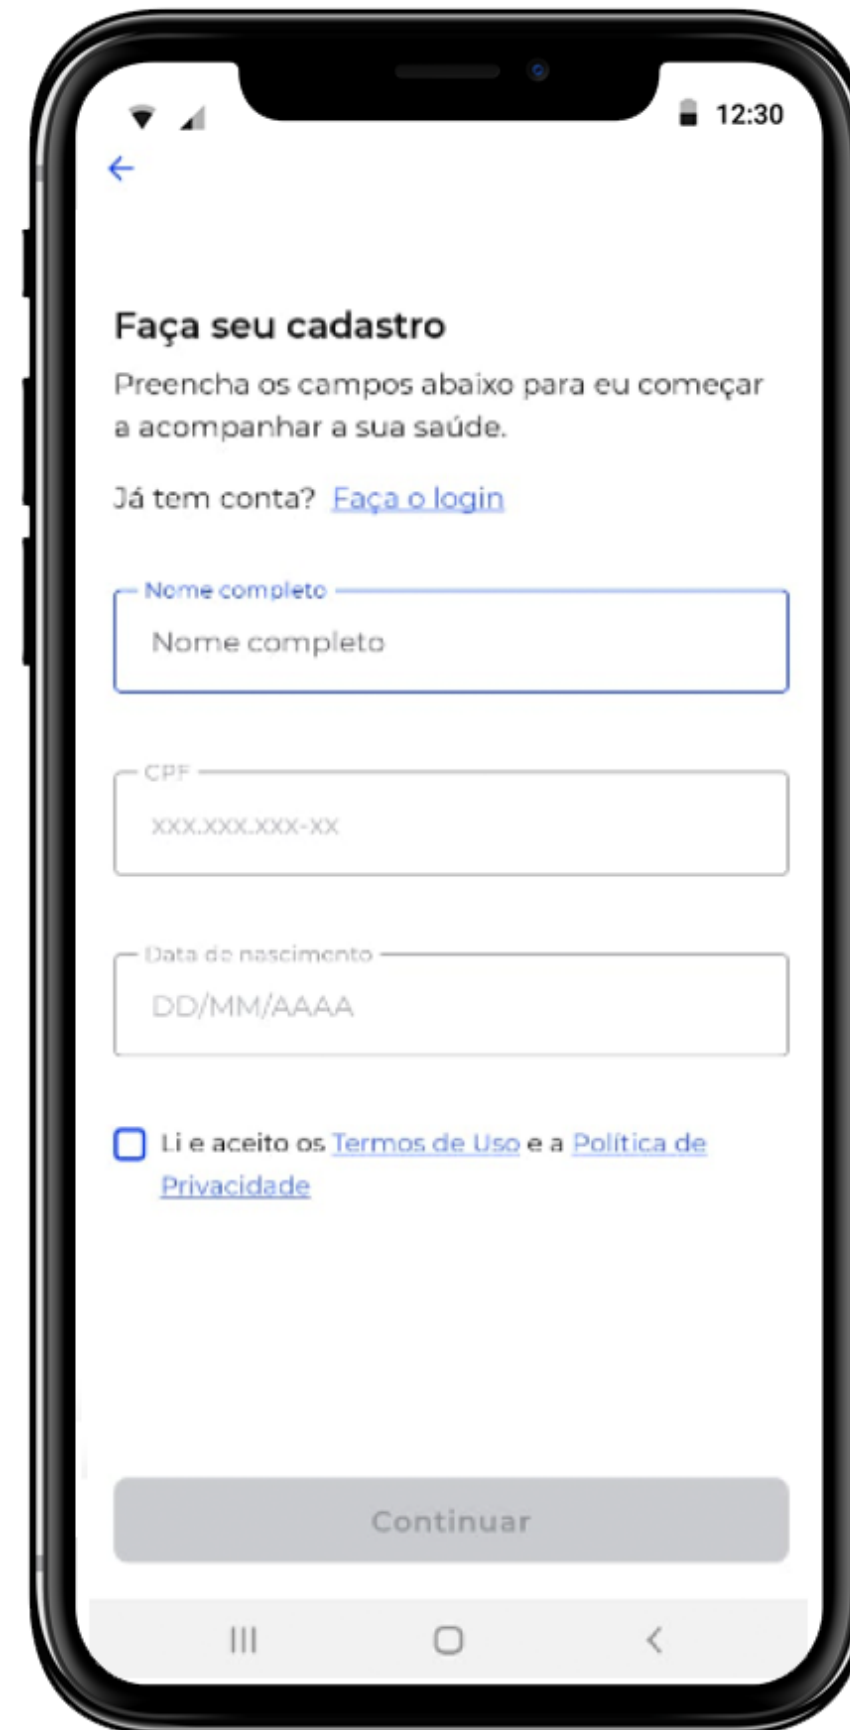 12:30
Faça seu cadastro
Preencha os campos abaixo para eu começar
a acompanhar a sua saúde.
Já tem conta? Faça o login
Nome completo
Nome completo
CPF
xxx.xxx.xxx-xx
Data de nascimento
DD/MM/AAAA
Li e aceito os Termos de Uso e a Política de
Privacidade
Continuar